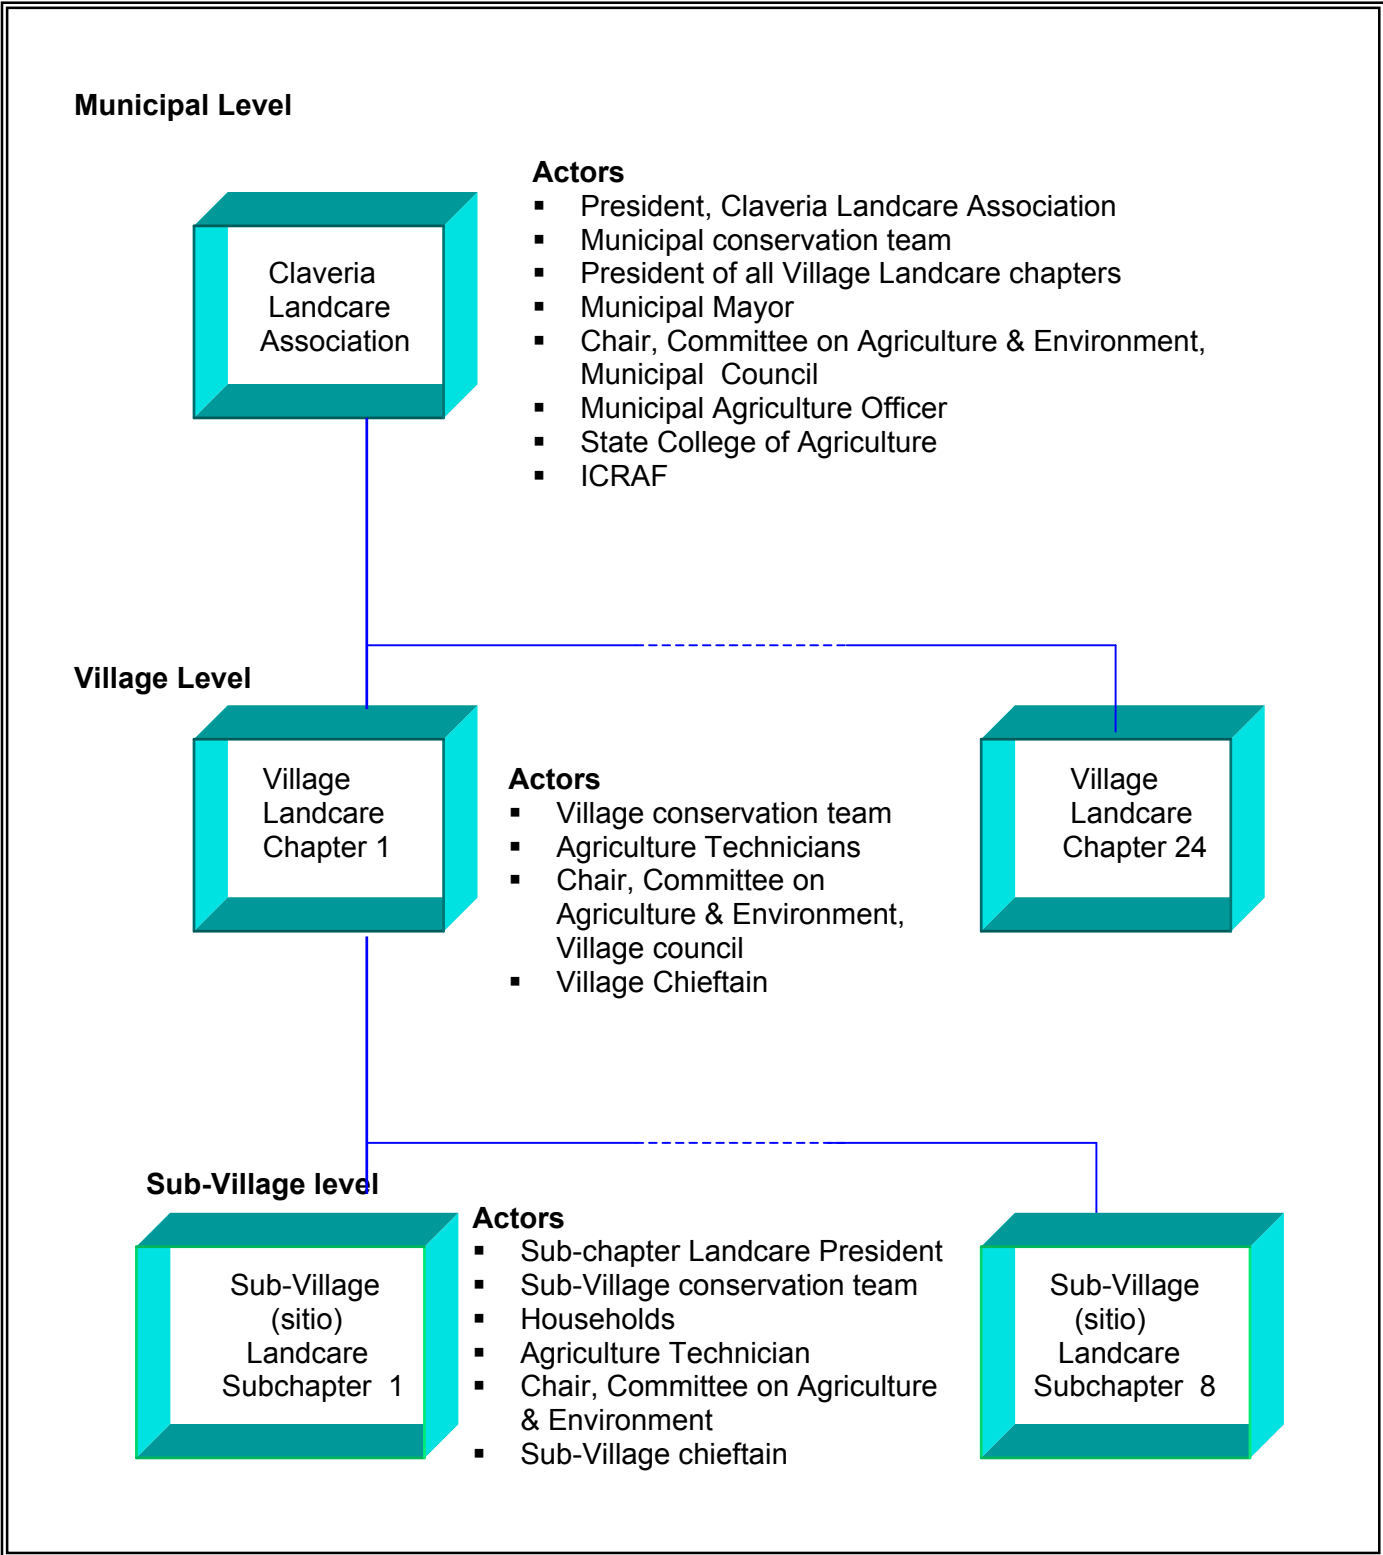 Municipal Level
Claveria
Landcare
Association
Actors
▪ President, Claveria Landcare Association
▪ Municipal conservation team
▪ President of all Village Landcare chapters
▪ Municipal Mayor
▪ Chair, Committee on Agriculture & Environment,
Municipal Council
▪ Municipal Agriculture Officer
▪ State College of Agriculture
▪ ICRAF
Village Level
Village
Landcare
Chapter 1
Actors
▪ Village conservation team
▪ Agriculture Technicians
▪ Chair, Committee on
Agriculture & Environment,
Village council
▪ Village Chieftain
Village
Landcare
Chapter 24
Sub-Village level
Sub-Village
(sitio)
Landcare
Subchapter 1
Actors
▪ Sub-chapter Landcare President
▪ Sub-Village conservation team
▪ Households
▪ Agriculture Technician
▪ Chair, Committee on Agriculture
& Environment
▪ Sub-Village chieftain
Sub-Village
(sitio)
Landcare
Subchapter 8